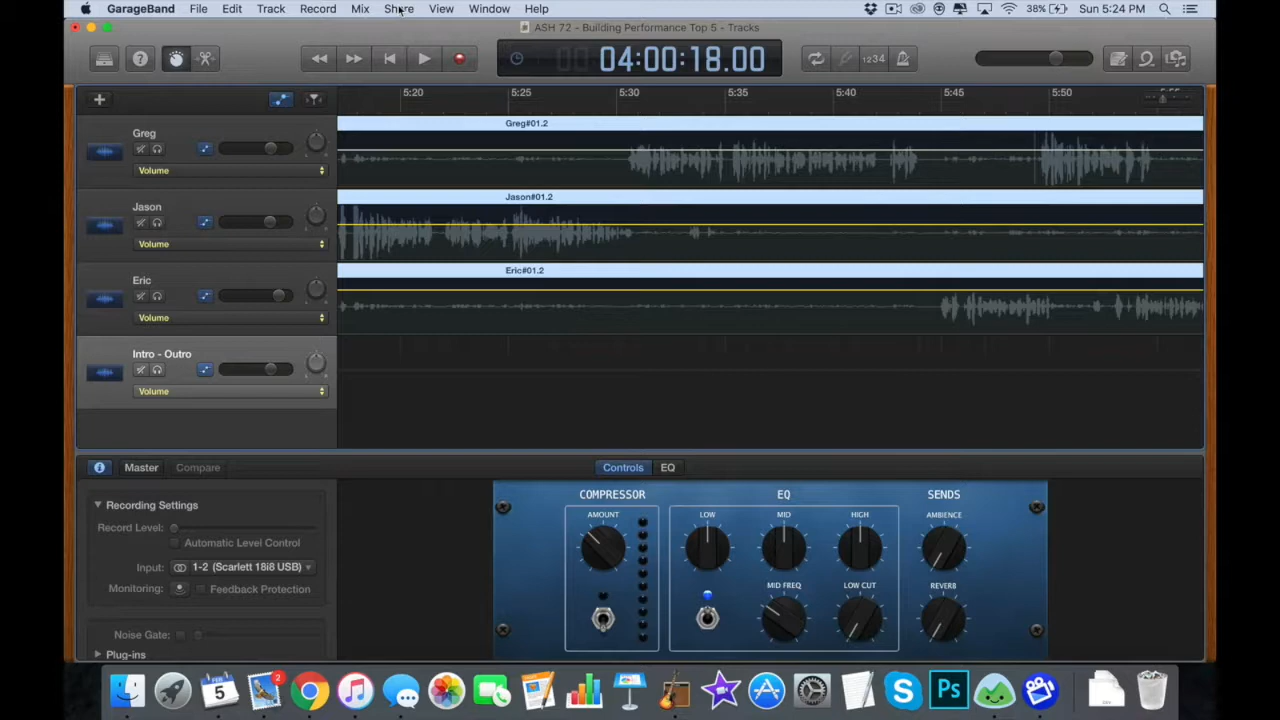 GarageBand File Edit Track Record Mix Share View Window Help 38% Sun 5:24 PM
ASH 72 - Building Performance Top 5 - Tracks
04:00:18.00
1234
5:20 5:25 5:30 5:35 5:40 5:45 5:50
Greg
Volume
Greg#01.2
Jason
Volume
Jason#01.2
Eric
Volume
Eric#01.2
Intro - Outro
Volume
Master Compare Controls EQ
Recording Settings
Record Level:
Automatic Level Control
Input: 1-2 (Scarlett 18i8 USB)
Monitoring: Feedback Protection
Noise Gate:
Plug-ins
COMPRESSOR EQ SENDS
AMOUNT LOW MID HIGH AMBIENCE
MID FREQ LOW CUT REVERB
FEB
5
2
Ps